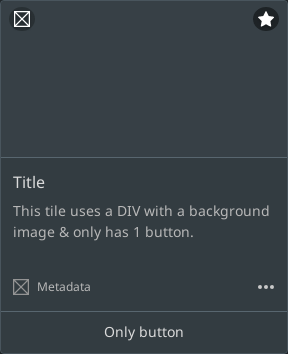 Title
This tile uses a DIV with a background
image & only has 1 button.
Metadata
Only button